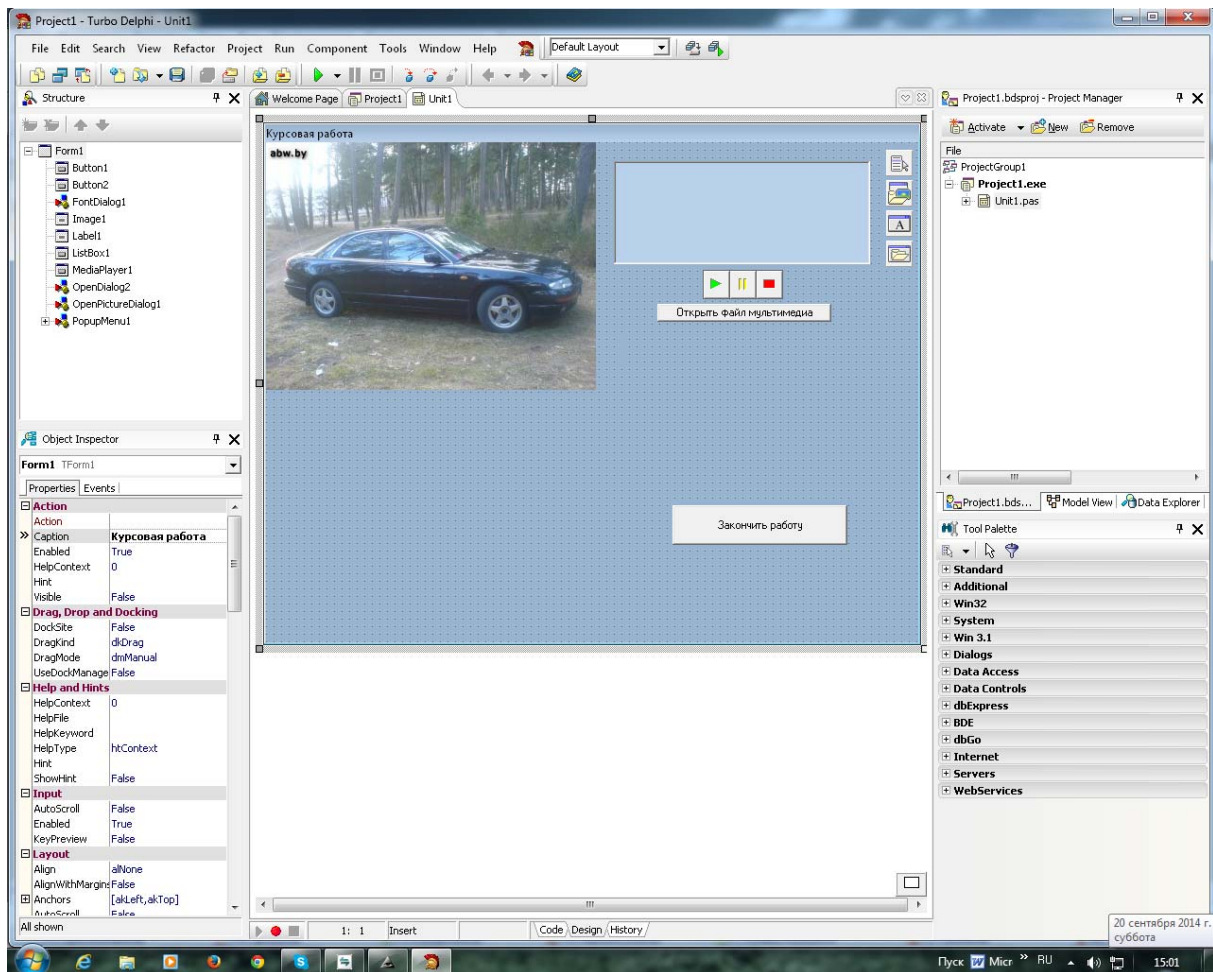 Project1 - Turbo Delphi - Unit1
File Edit Search View Refactor Project Run Component Tools Window Help Default Layout
Structure
Form1
Button1
Button2
FontDialog1
Image1
Label1
ListBox1
MediaPlayer1
OpenDialog2
OpenPictureDialog1
PopupMenu1
Object Inspector
Form1 TForm1
Properties Events
Action
Action
Caption Курсовая работа
Enabled True
HelpContext 0
Hint
Visible False
Drag, Drop and Docking
DockSite False
DragKind dkDrag
DragMode dmManual
UseDockManage False
Help and Hints
HelpContext 0
HelpFile
HelpKeyword
HelpType htContext
Hint
ShowHint False
Input
AutoScroll False
Enabled True
KeyPreview False
Layout
Align alNone
AlignWithMargins False
Anchors [akLeft,akTop]
AutoScroll False
All shown
Welcome Page Project1 Unit1
Курсовая работа
abw.by
A
Открыть файл мультимедиа
Закончить работу
1: 1 Insert
Code Design History
Project1.bdsproj - Project Manager
Activate New Remove
File
ProjectGroup1
Project1.exe
Unit1.pas
Project1.bds... Model View Data Explorer
Tool Palette
Standard
Additional
Win32
System
Win 3.1
Dialogs
Data Access
Data Controls
dbExpress
BDE
dbGo
Internet
Servers
WebServices
20 сентября 2014 г.
суббота
Пуск Micr » RU 15:01